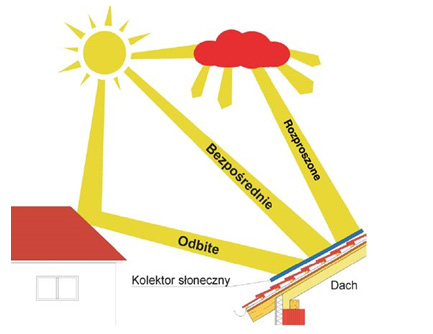 Rozproszone
Bezpośrednie
Odbite
Kolektor słoneczny
Dach